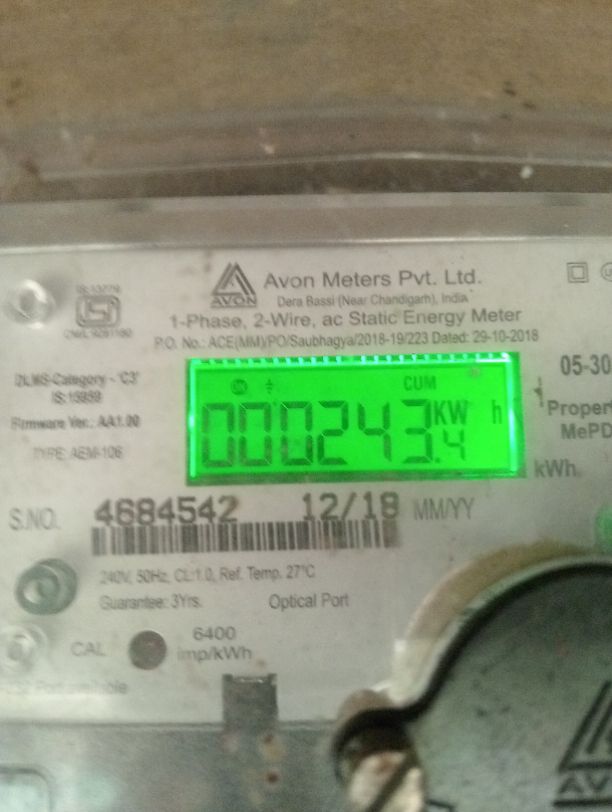 IS:13779
AVON
Avon Meters Pvt. Ltd.
Dera Bassi (Near Chandigarh), India
1-Phase, 2-Wire, ac Static Energy Meter
P.O. No.: ACE(MM)/PO/Saubhagya/2018-19/223 Dated: 29-10-2018
DLMS-Category - 'C3'
IS:15959
Firmware Ver.: AA1.00
TYPE: AEM-106
CUM
000243.4 KW h
05-30
Proper
MePD
kWh.
S.NO. 4684542 12/18 MM/YY
240V, 50Hz, CL:1.0, Ref. Temp. 27°C
Guarantee: 3Yrs. Optical Port
CAL 6400
imp/kWh
AV